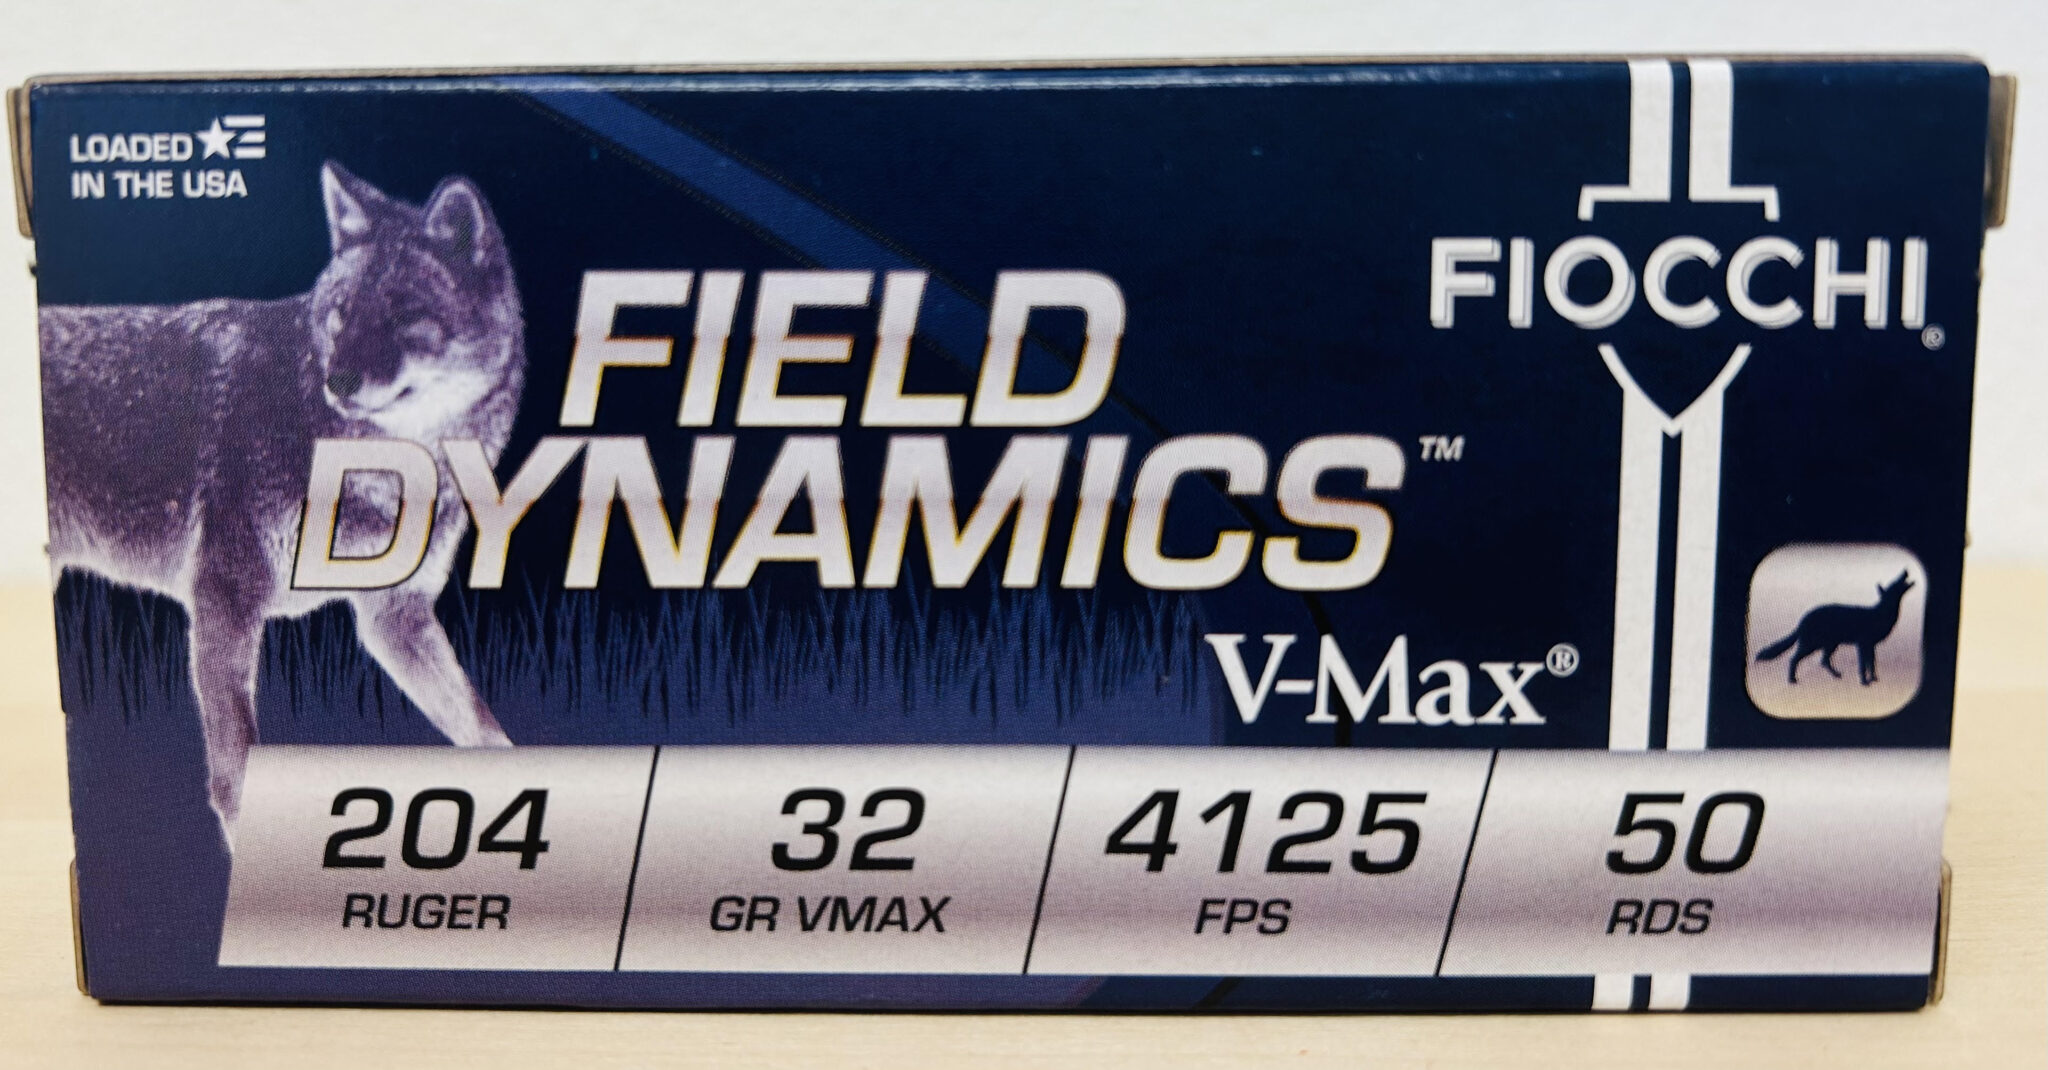 LOADED
IN THE USA
FIOCCHI®
FIELD
DYNAMICS™
V-Max®
204
RUGER
32
GR VMAX
4125
FPS
50
RDS